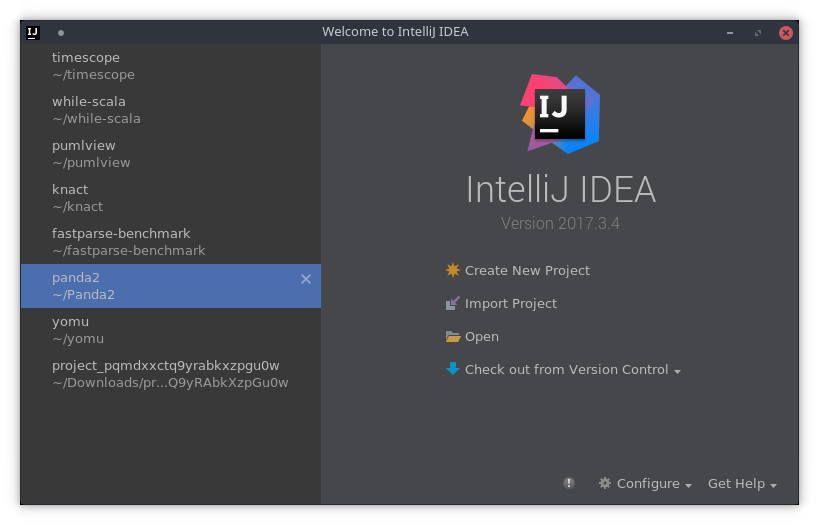 IJ
Welcome to IntelliJ IDEA
timescope
~/timescope
while-scala
~/while-scala
pumlview
~/pumlview
knact
~/knact
fastparse-benchmark
~/fastparse-benchmark
panda2
~/Panda2
yomu
~/yomu
project_pqmdxxctq9yrabkxzpgu0w
~/Downloads/pr...Q9yRAbkXzpGu0w
IJ
IntelliJ IDEA
Version 2017.3.4
Create New Project
Import Project
Open
Check out from Version Control
Configure
Get Help